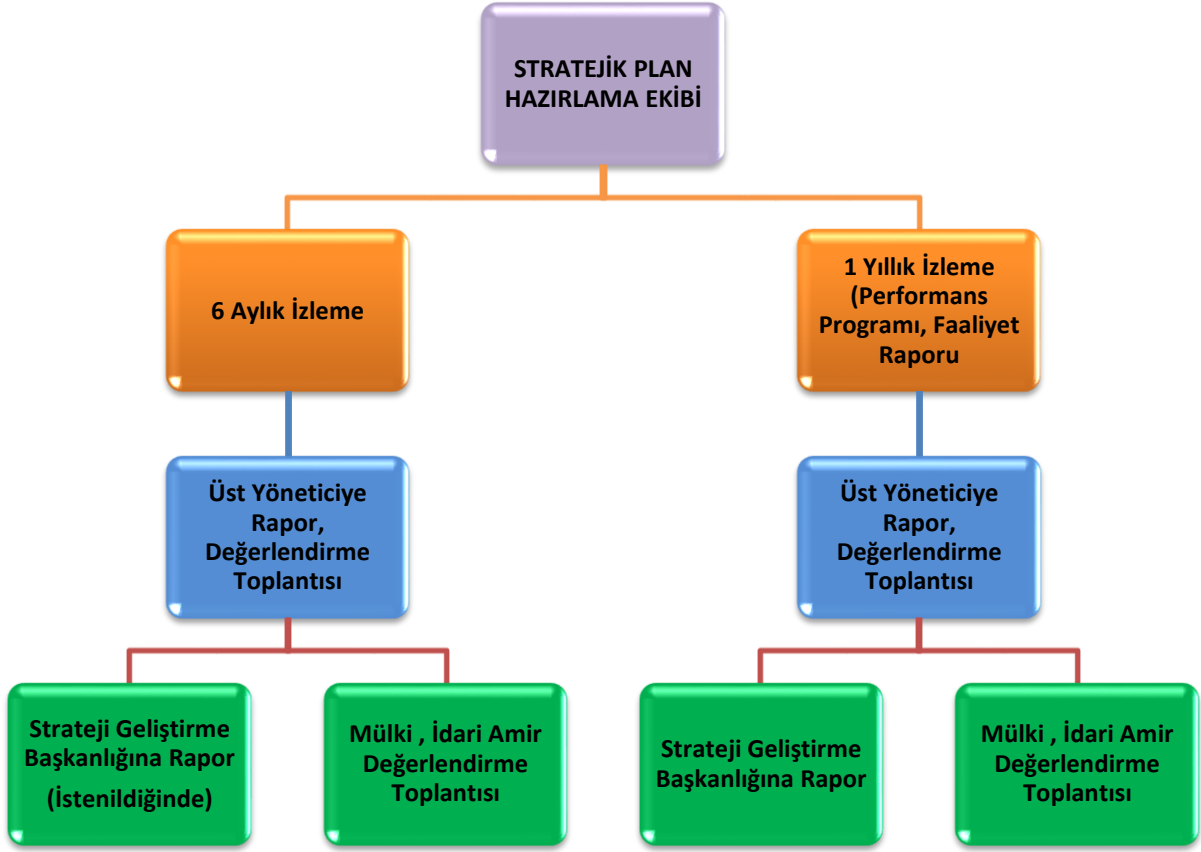 STRATEJİK PLAN
HAZIRLAMA EKİBİ
6 Aylık İzleme
1 Yıllık İzleme
(Performans
Programı, Faaliyet
Raporu
Üst Yöneticiye
Rapor,
Değerlendirme
Toplantısı
Üst Yöneticiye
Rapor,
Değerlendirme
Toplantısı
Strateji Geliştirme
Başkanlığına Rapor
(İstenildiğinde)
Mülki , İdari Amir
Değerlendirme
Toplantısı
Strateji Geliştirme
Başkanlığına Rapor
Mülki , İdari Amir
Değerlendirme
Toplantısı